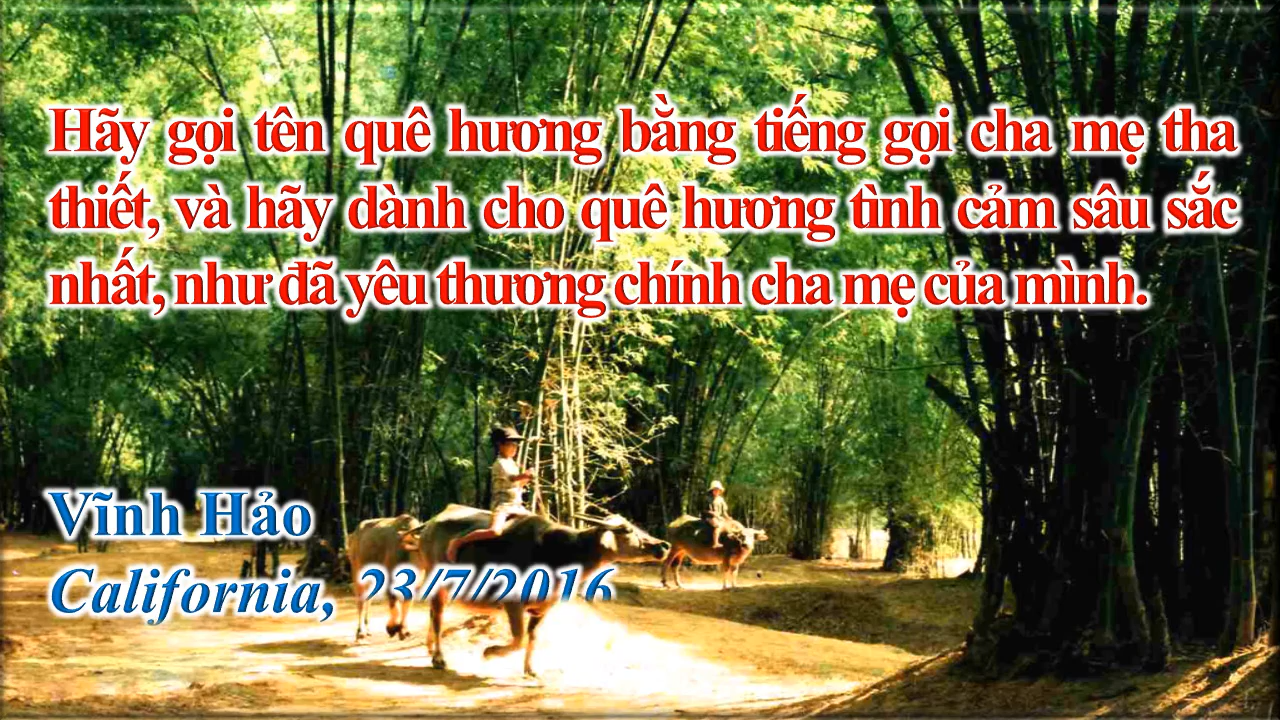 Hãy gọi tên quê hương bằng tiếng gọi cha mẹ tha
thiết, và hãy dành cho quê hương tình cảm sâu sắc
nhất, như đã yêu thương chính cha mẹ của mình.
Vĩnh Hảo
California, 23/7/2016